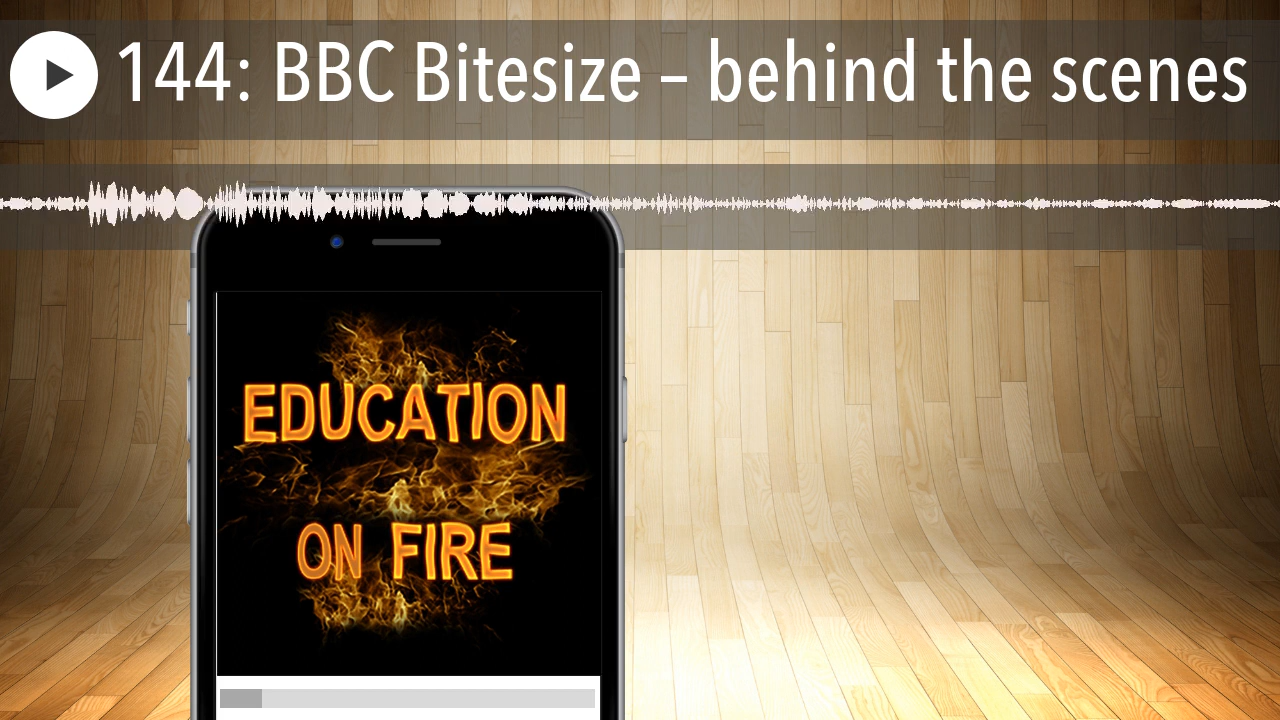 144: BBC Bitesize – behind the scenes
EDUCATION
ON FIRE